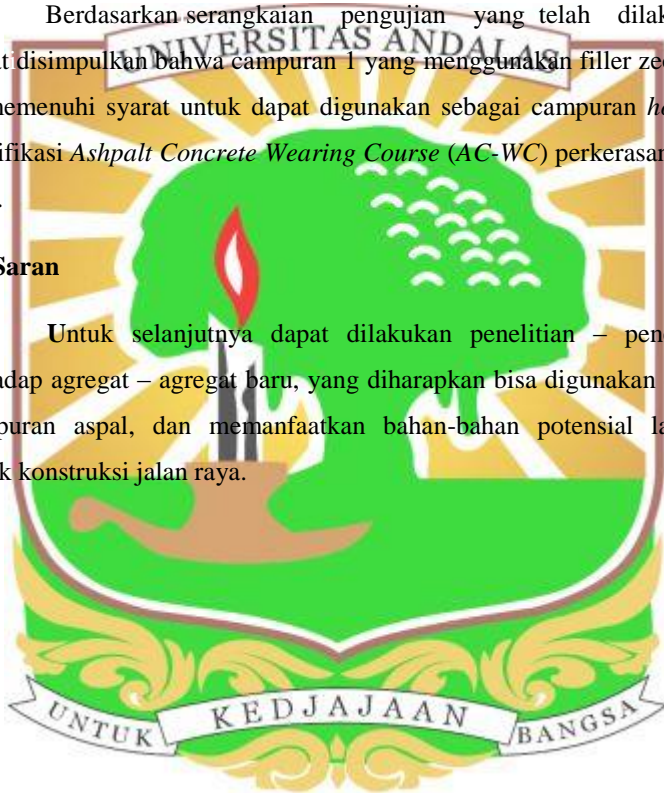 Berdasarkan serangkaian pengujian yang telah dilak
UNIVERSITAS ANDALAS
t disimpulkan bahwa campuran 1 yang menggunakan filler zeo
memenuhi syarat untuk dapat digunakan sebagai campuran ho
ifikasi Ashpalt Concrete Wearing Course (AC-WC) perkerasan
.
Saran
Untuk selanjutnya dapat dilakukan penelitian – pene
adap agregat – agregat baru, yang diharapkan bisa digunakan
puran aspal, dan memanfaatkan bahan-bahan potensial la
k konstruksi jalan raya.
UNTUK KEDJAJAAN BANGSA